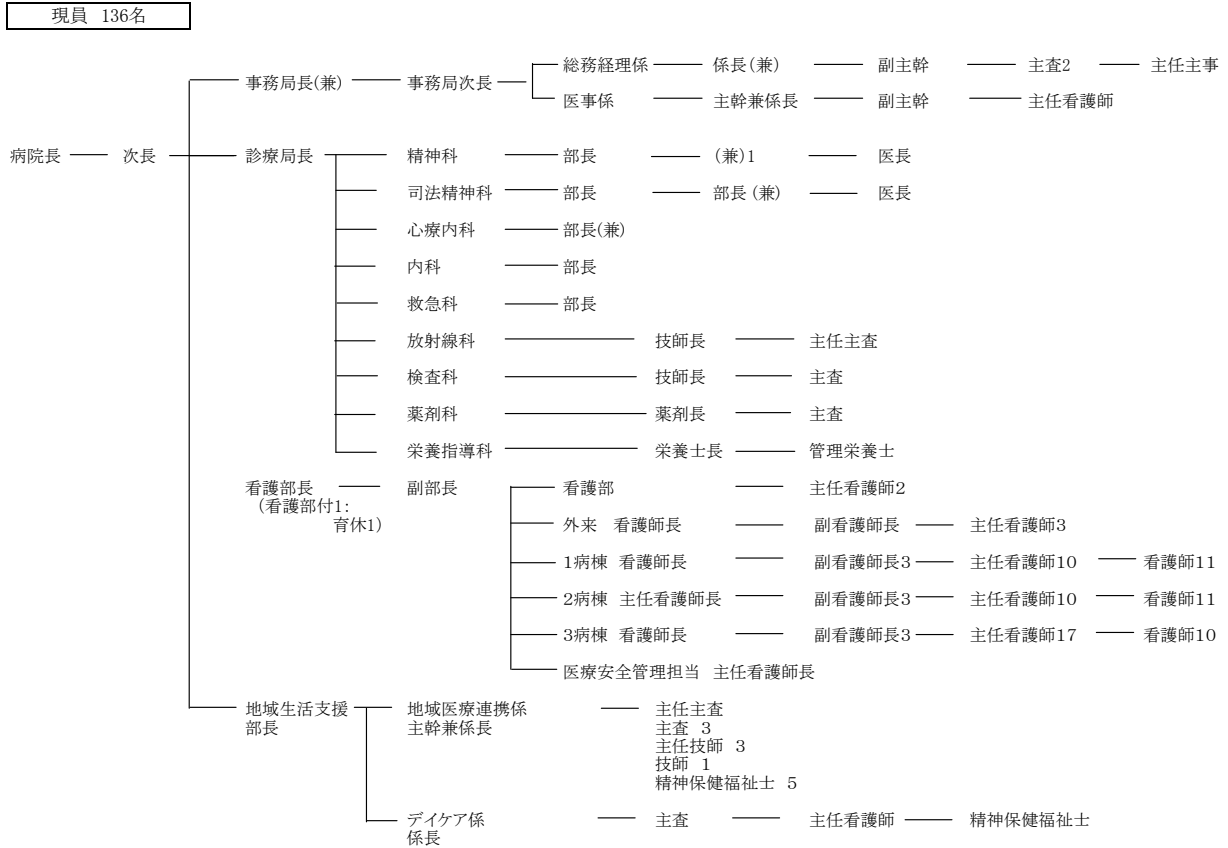 現員 136名
総務経理係 係長(兼) 副主幹 主査2 主任主事
事務局長(兼) 事務局次長
医事係 主幹兼係長 副主幹 主任看護師
病院長 次長 診療局長 精神科 部長 (兼)1 医長
司法精神科 部長 部長(兼) 医長
心療内科 部長(兼)
内科 部長
救急科 部長
放射線科 技師長 主任主査
検査科 技師長 主査
薬剤科 薬剤長 主査
栄養指導科 栄養士長 管理栄養士
看護部長 副部長 看護部 主任看護師2
(看護部付1:
育休1)
外来 看護師長 副看護師長 主任看護師3
1病棟 看護師長 副看護師長3 主任看護師10 看護師11
2病棟 主任看護師長 副看護師長3 主任看護師10 看護師11
3病棟 看護師長 副看護師長3 主任看護師17 看護師10
医療安全管理担当 主任看護師長
地域生活支援 地域医療連携係 主任主査
部長 主幹兼係長 主査 3
主任技師 3
技師 1
精神保健福祉士 5
デイケア係 主査 主任看護師 精神保健福祉士
係長